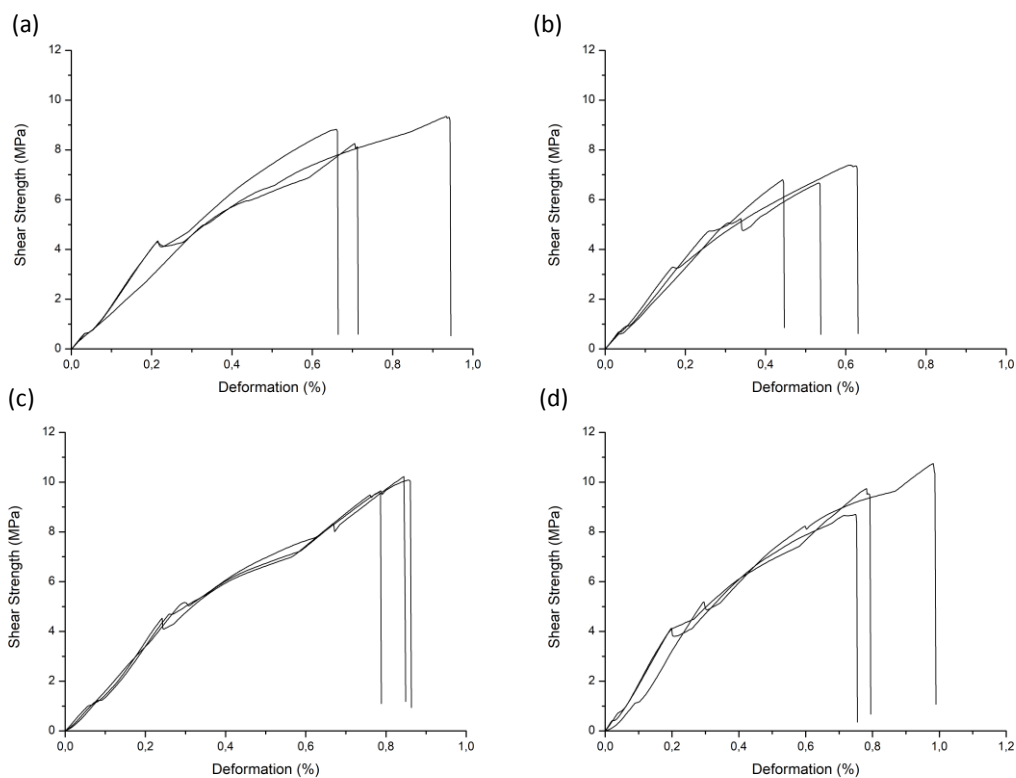 (a)
12
10
8
6
4
2
0
Shear Strength (MPa)
0,0 0,2 0,4 0,6 0,8 1,0
Deformation (%)
(b)
12
10
8
6
4
2
0
Shear Strength (MPa)
0,0 0,2 0,4 0,6 0,8 1,0
Deformation (%)
(c)
12
10
8
6
4
2
0
Shear Strength (MPa)
0,0 0,2 0,4 0,6 0,8 1,0
Deformation (%)
(d)
12
10
8
6
4
2
0
Shear Strength (MPa)
0,0 0,2 0,4 0,6 0,8 1,0 1,2
Deformation (%)